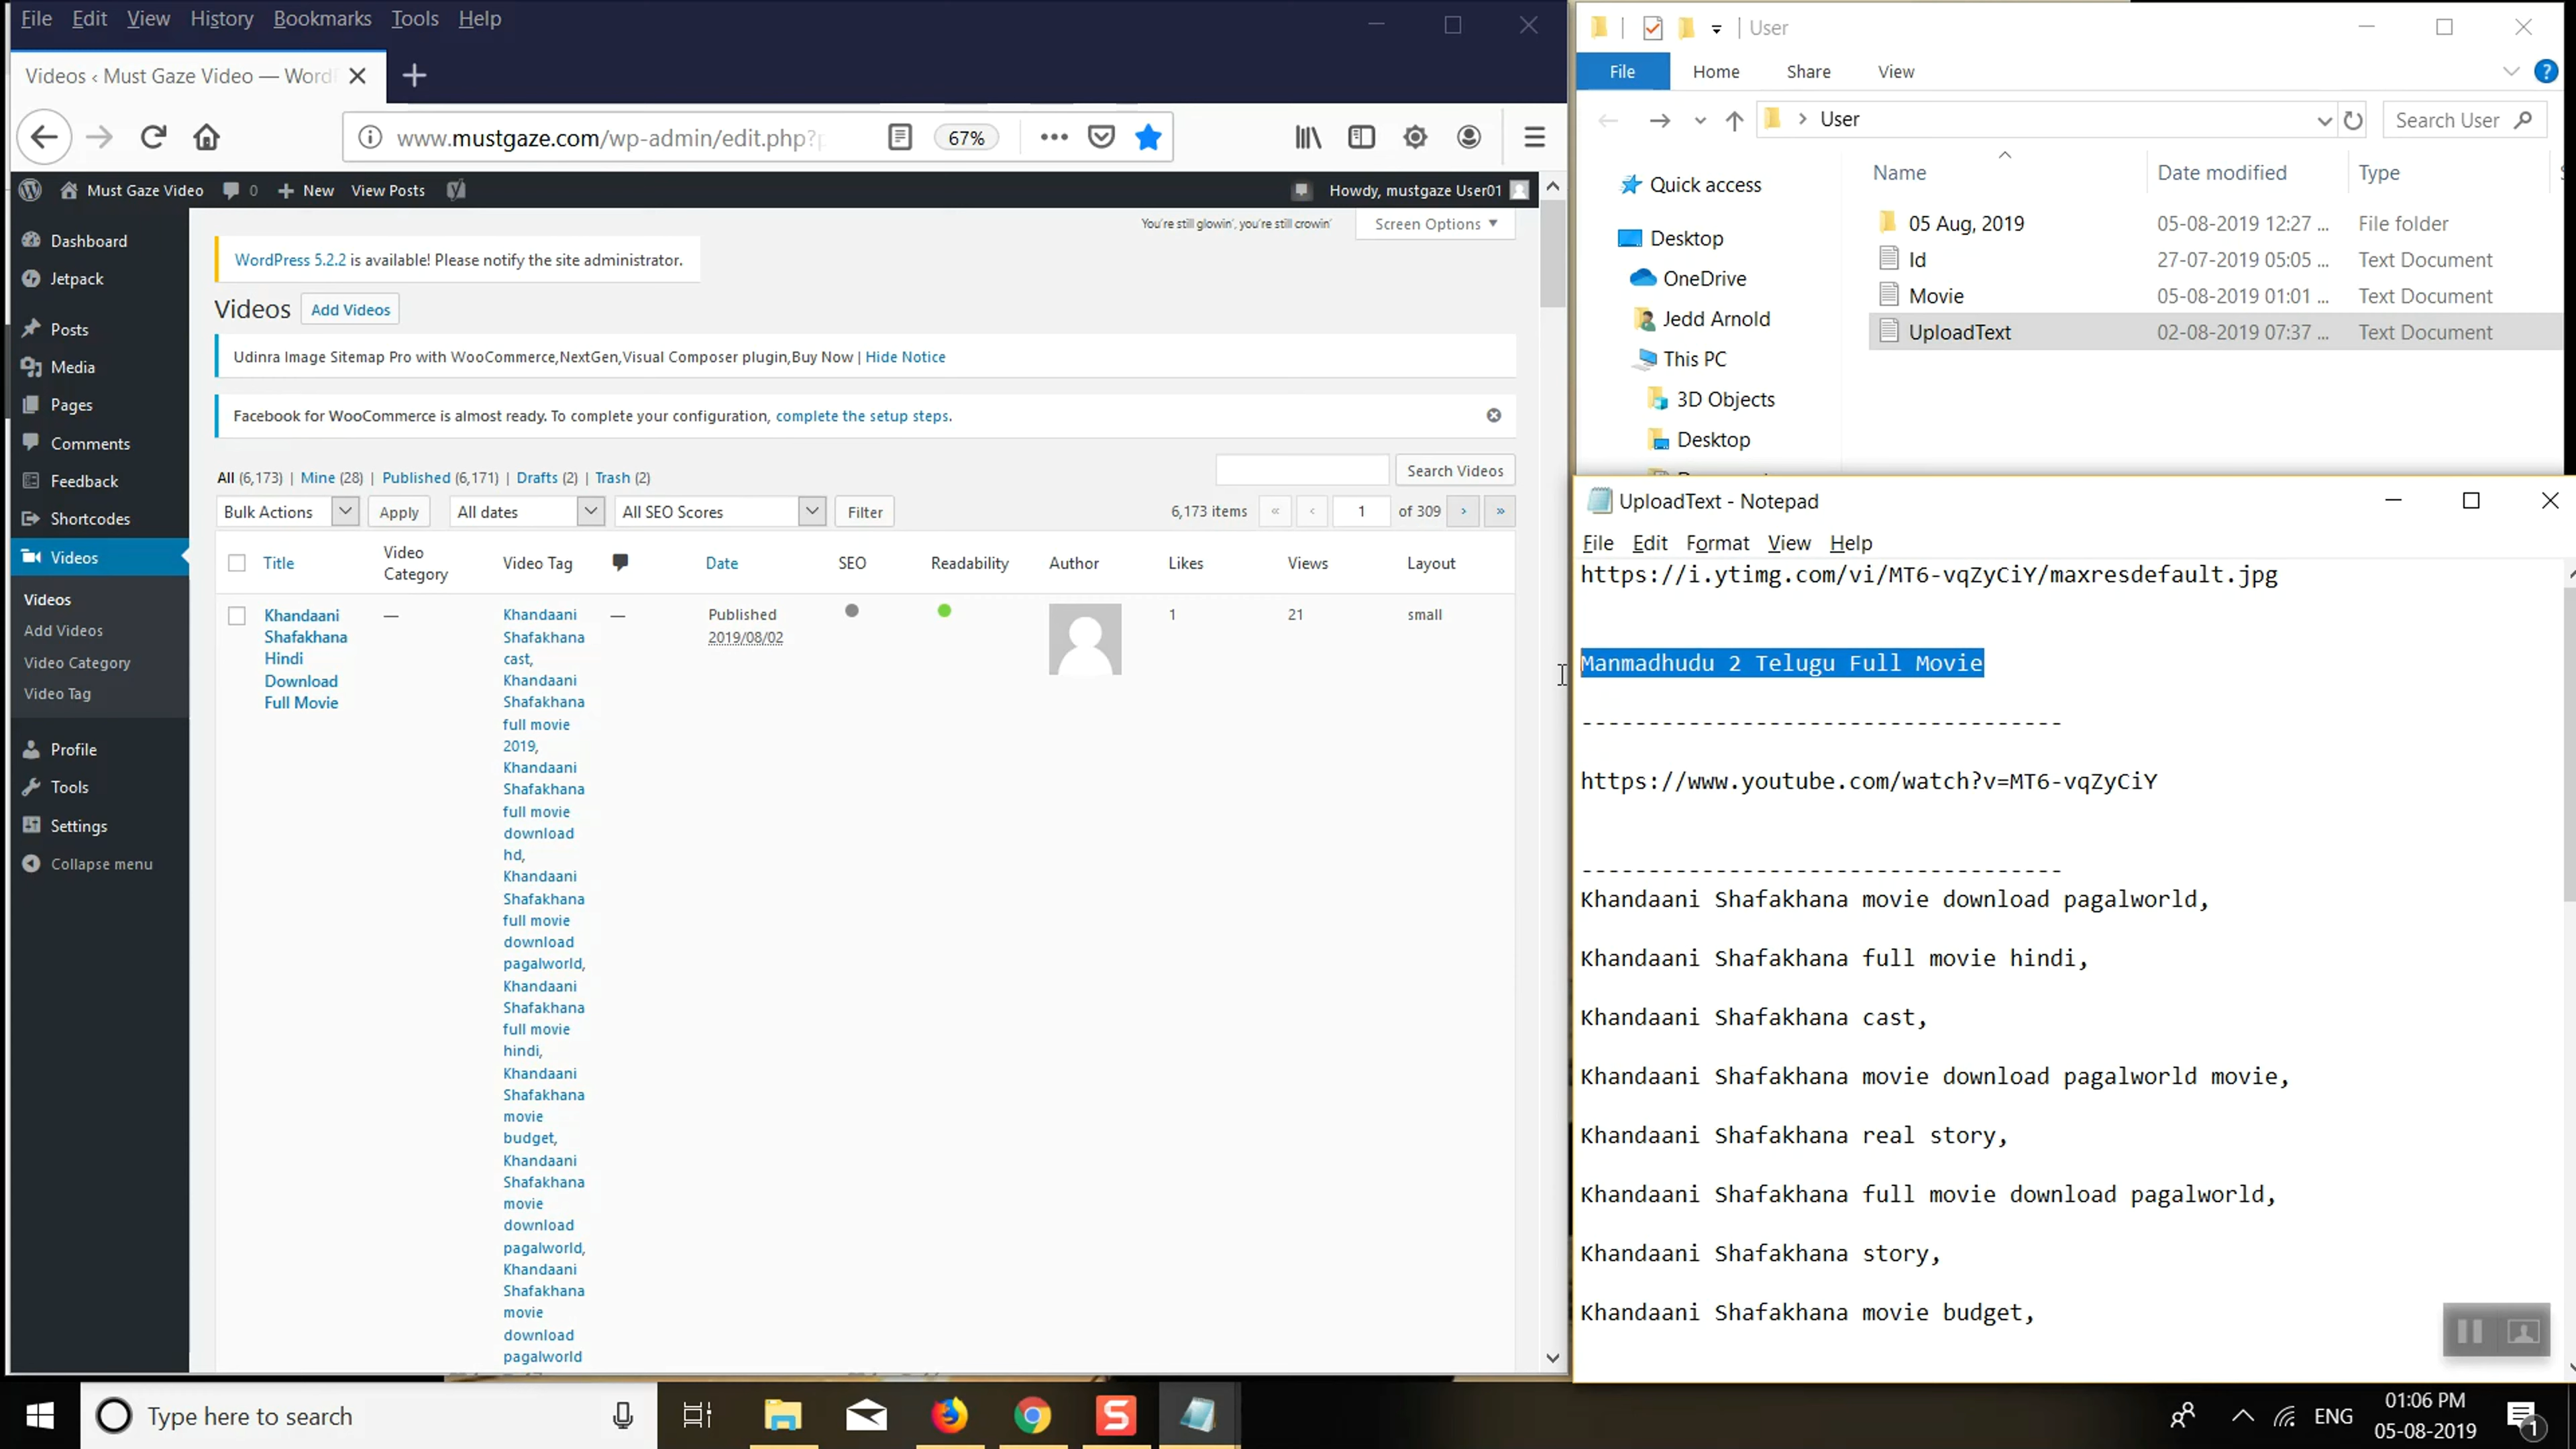 File Edit View History Bookmarks Tools Help
Videos ‹ Must Gaze Video — Word
www.mustgaze.com/wp-admin/edit.php?
67%
Must Gaze Video 0 New View Posts
Howdy, mustgaze User01
Dashboard
Jetpack
Posts
Media
Pages
Comments
Feedback
Shortcodes
Videos
Videos
Add Videos
Video Category
Video Tag
Profile
Tools
Settings
Collapse menu
You're still glowin', you're still crowin'
Screen Options
WordPress 5.2.2 is available! Please notify the site administrator.
Videos Add Videos
Udinra Image Sitemap Pro with WooCommerce,NextGen,Visual Composer plugin,Buy Now | Hide Notice
Facebook for WooCommerce is almost ready. To complete your configuration, complete the setup steps.
All (6,173) | Mine (28) | Published (6,171) | Drafts (2) | Trash (2)
Search Videos
Bulk Actions Apply All dates All SEO Scores Filter
6,173 items « ‹ 1 of 309 › »
Title Video Category Video Tag Date SEO Readability Author Likes Views Layout
Khandaani
Shafakhana
Hindi
Download
Full Movie
—
Khandaani
Shafakhana
cast,
Khandaani
Shafakhana
full movie
2019,
Khandaani
Shafakhana
full movie
download
hd,
Khandaani
Shafakhana
full movie
download
pagalworld,
Khandaani
Shafakhana
full movie
hindi,
Khandaani
Shafakhana
movie
budget,
Khandaani
Shafakhana
movie
download
pagalworld,
Khandaani
Shafakhana
movie
download
pagalworld
—
Published
2019/08/02
1
21
small
User
File Home Share View
User
Search User
Quick access
Desktop
OneDrive
Jedd Arnold
This PC
3D Objects
Desktop
Name Date modified Type
05 Aug, 2019 05-08-2019 12:27 ... File folder
Id 27-07-2019 05:05 ... Text Document
Movie 05-08-2019 01:01 ... Text Document
UploadText 02-08-2019 07:37 ... Text Document
UploadText - Notepad
File Edit Format View Help
https://i.ytimg.com/vi/MT6-vqZyCiY/maxresdefault.jpg
Manmadhudu 2 Telugu Full Movie
------------------------------------
https://www.youtube.com/watch?v=MT6-vqZyCiY
------------------------------------
Khandaani Shafakhana movie download pagalworld,
Khandaani Shafakhana full movie hindi,
Khandaani Shafakhana cast,
Khandaani Shafakhana movie download pagalworld movie,
Khandaani Shafakhana real story,
Khandaani Shafakhana full movie download pagalworld,
Khandaani Shafakhana story,
Khandaani Shafakhana movie budget,
Type here to search
ENG
01:06 PM
05-08-2019
1